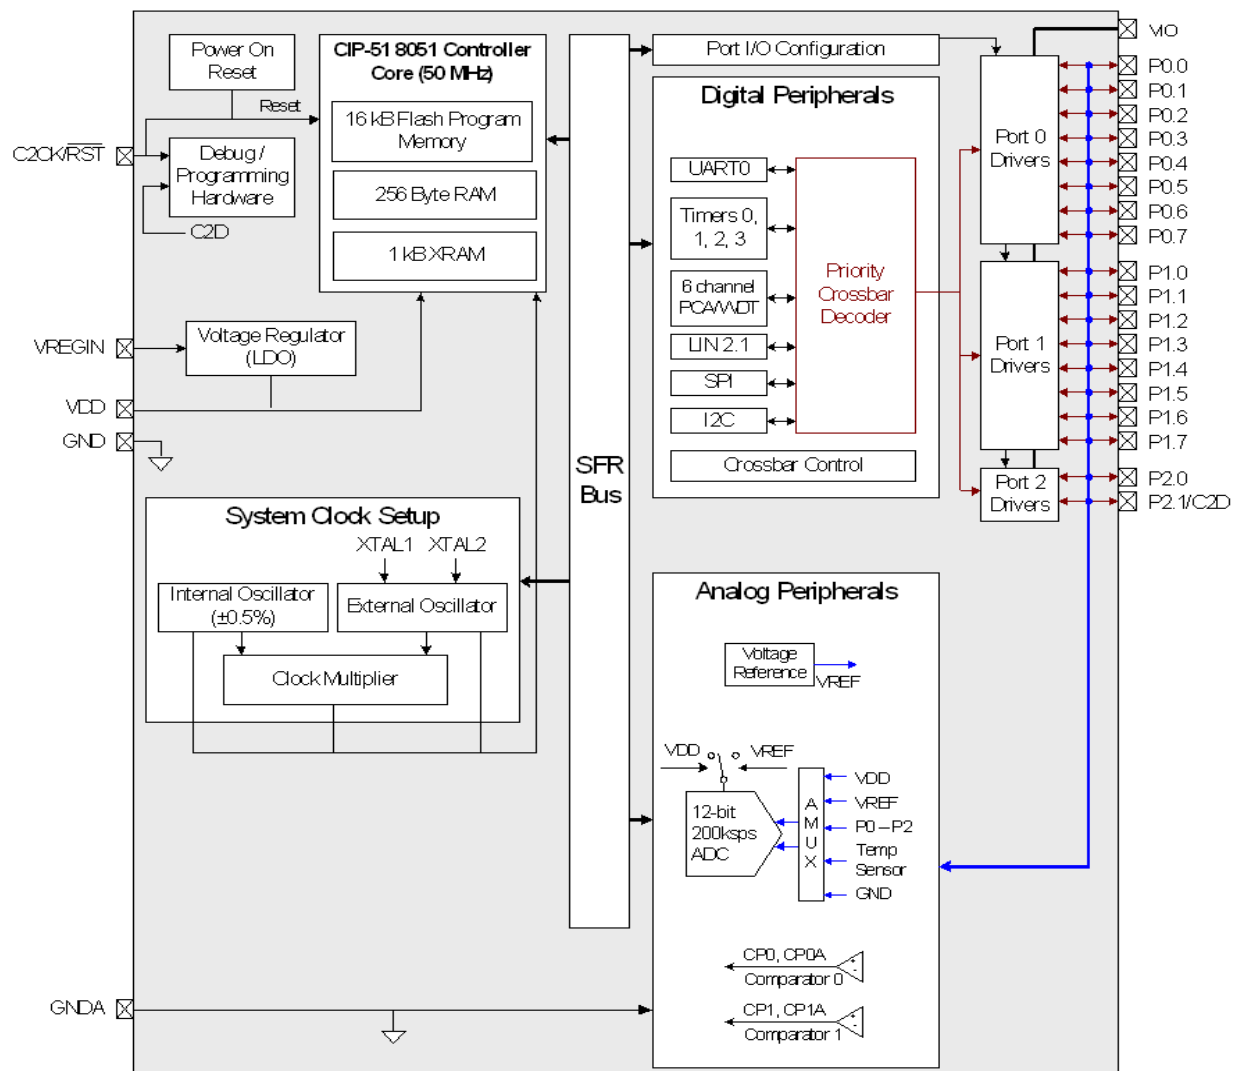 Power On
Reset
CIP-51 8051 Controller
Core (50 MHz)
16 kB Flash Program
Memory
256 Byte RAM
1 kB XRAM
Reset
C2CK/RST
Debug /
Programming
Hardware
C2D
VREGIN
Voltage Regulator
(LDO)
VDD
GND
System Clock Setup
XTAL1
XTAL2
Internal Oscillator
(±0.5%)
External Oscillator
Clock Multiplier
GNDA
SFR
Bus
Port I/O Configuration
Digital Peripherals
UART0
Timers 0,
1, 2, 3
6 channel
PCA/WDT
LIN 2.1
SPI
I2C
Priority
Crossbar
Decoder
Crossbar Control
Port 0
Drivers
Port 1
Drivers
Port 2
Drivers
VIO
P0.0
P0.1
P0.2
P0.3
P0.4
P0.5
P0.6
P0.7
P1.0
P1.1
P1.2
P1.3
P1.4
P1.5
P1.6
P1.7
P2.0
P2.1/C2D
Analog Peripherals
Voltage
Reference
VREF
VDD
VREF
12-bit
200ksps
ADC
A
M
U
X
VDD
VREF
P0 – P2
Temp
Sensor
GND
CP0, CP0A
+
-
Comparator 0
CP1, CP1A
+
-
Comparator 1